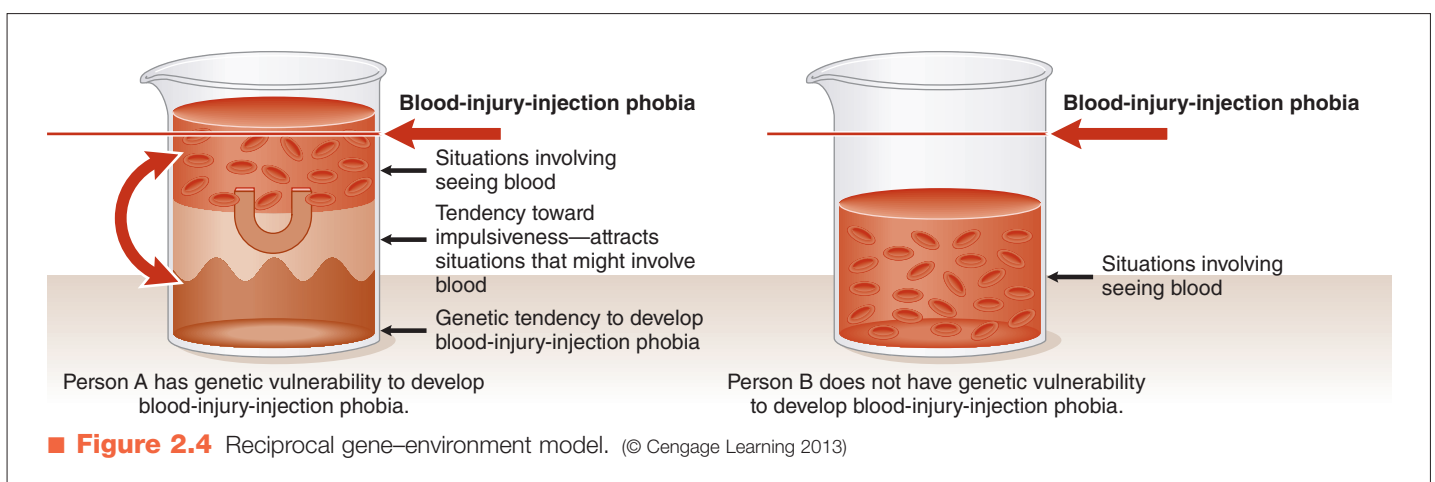 Blood-injury-injection phobia
Situations involving
seeing blood
Tendency toward
impulsiveness—attracts
situations that might involve
blood
Genetic tendency to develop
blood-injury-injection phobia
Person A has genetic vulnerability to develop
blood-injury-injection phobia.
Blood-injury-injection phobia
Situations involving
seeing blood
Person B does not have genetic vulnerability
to develop blood-injury-injection phobia.
■ Figure 2.4 Reciprocal gene–environment model. (© Cengage Learning 2013)